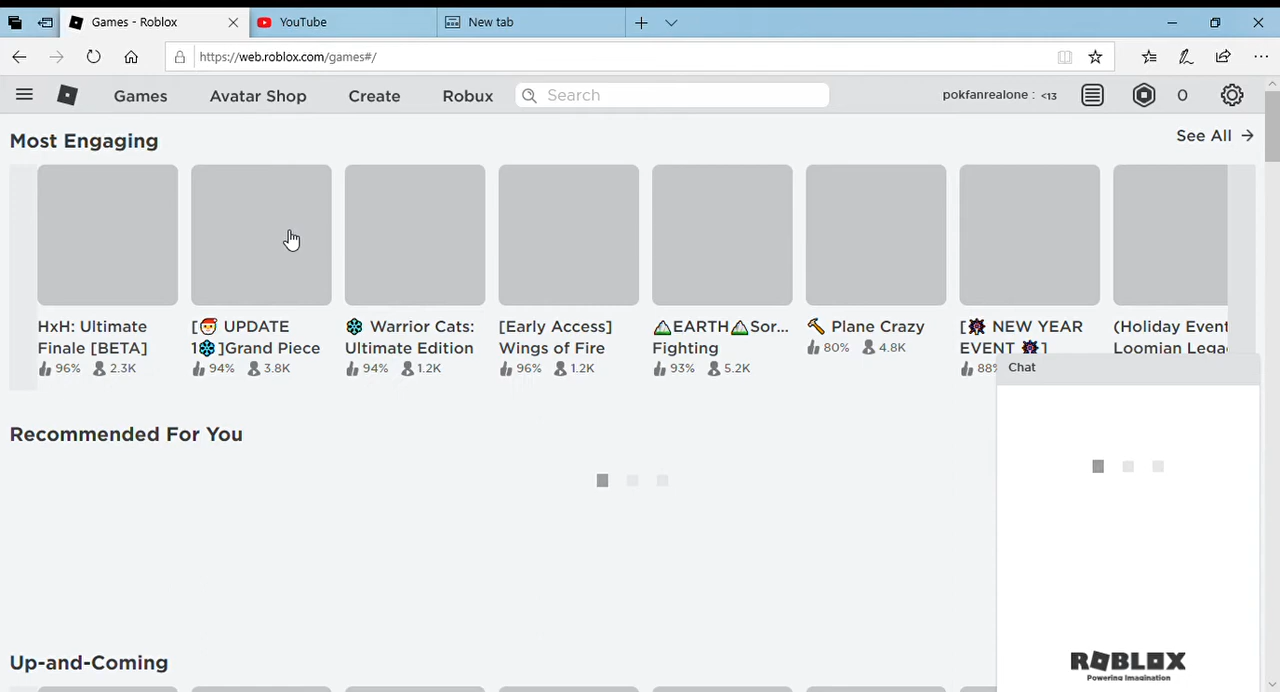 Games - Roblox
YouTube
New tab
https://web.roblox.com/games#/
Games
Avatar Shop
Create
Robux
Search
pokfanrealone : <13
0
Most Engaging
See All
HxH: Ultimate
Finale [BETA]
96% 2.3K
[🎅 UPDATE
1❄]Grand Piece
94% 3.8K
❄ Warrior Cats:
Ultimate Edition
94% 1.2K
[Early Access]
Wings of Fire
96% 1.2K
🏔EARTH🏔Sor...
Fighting
93% 5.2K
🔨 Plane Crazy
80% 4.8K
[💥 NEW YEAR
EVENT 💥]
88%
(Holiday Event
Loomian Lega
Recommended For You
Chat
Up-and-Coming
ROBLOX
Powering Imagination